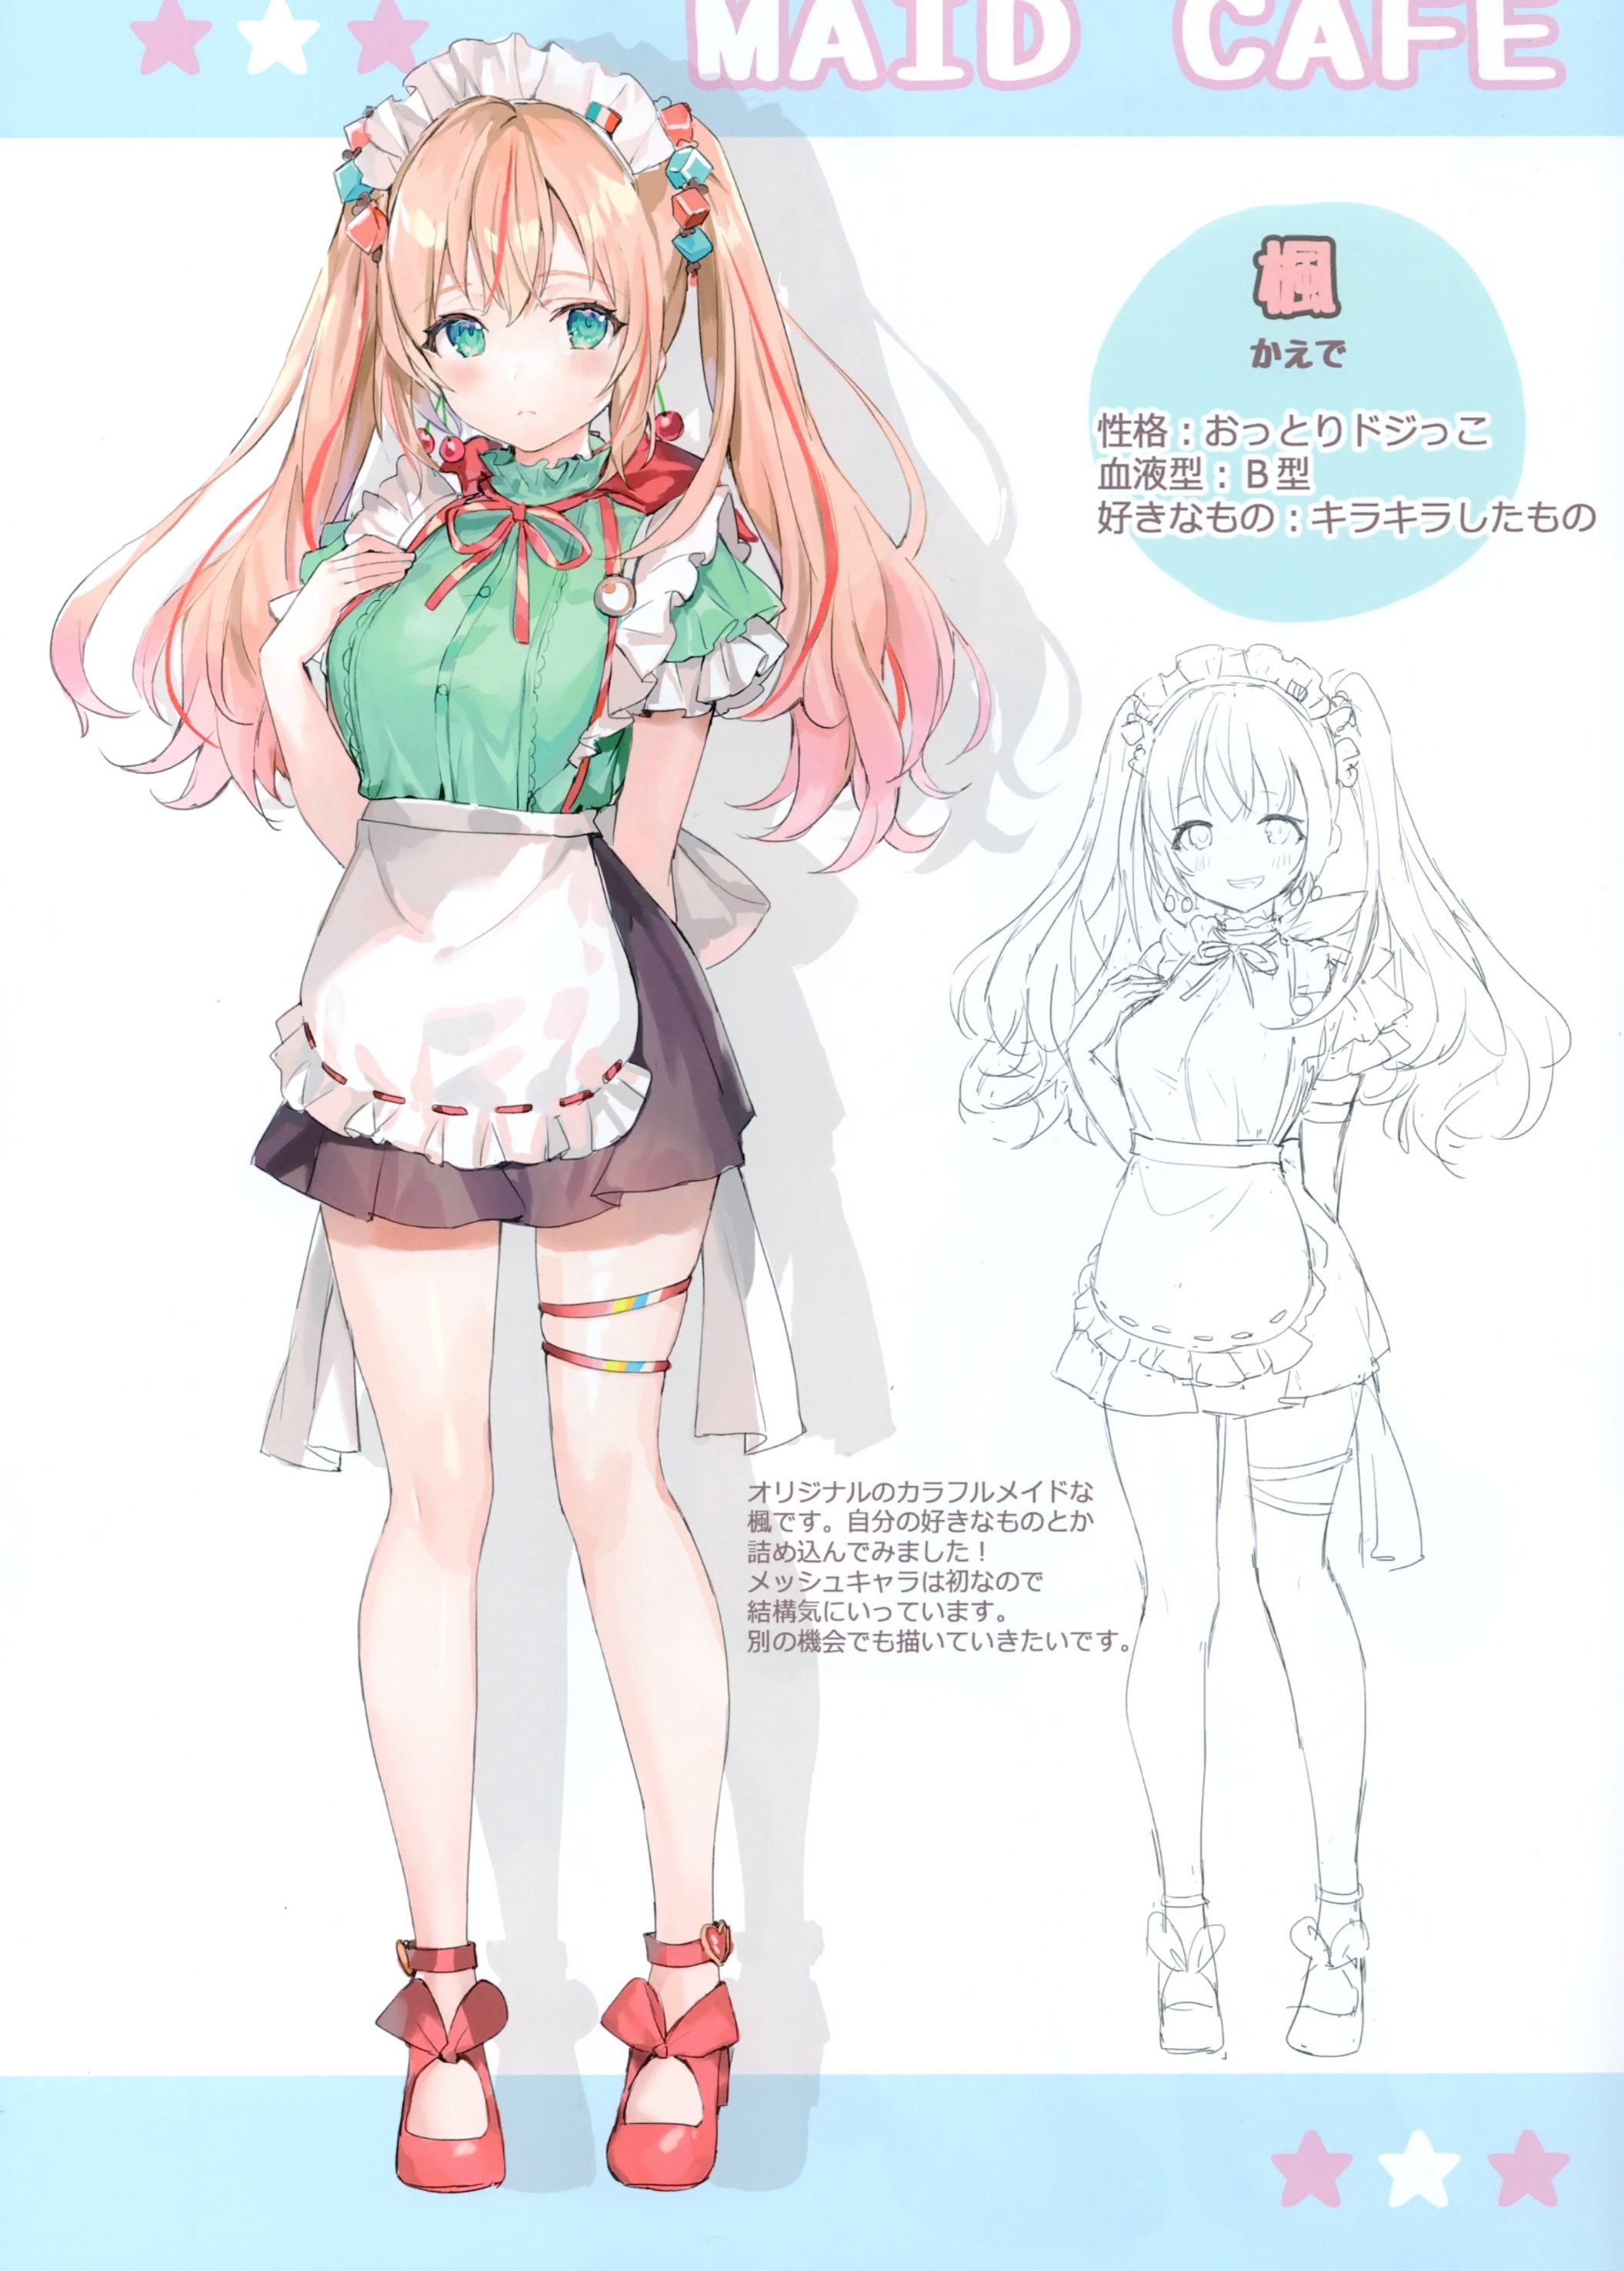 MAID CAFE
楓
かえで
性格：おっとりドジっこ
血液型：B型
好きなもの：キラキラしたもの
オリジナルのカラフルメイドな
楓です。自分の好きなものとか
詰め込んでみました！
メッシュキャラは初なので
結構気にいっています。
別の機会でも描いていきたいです。